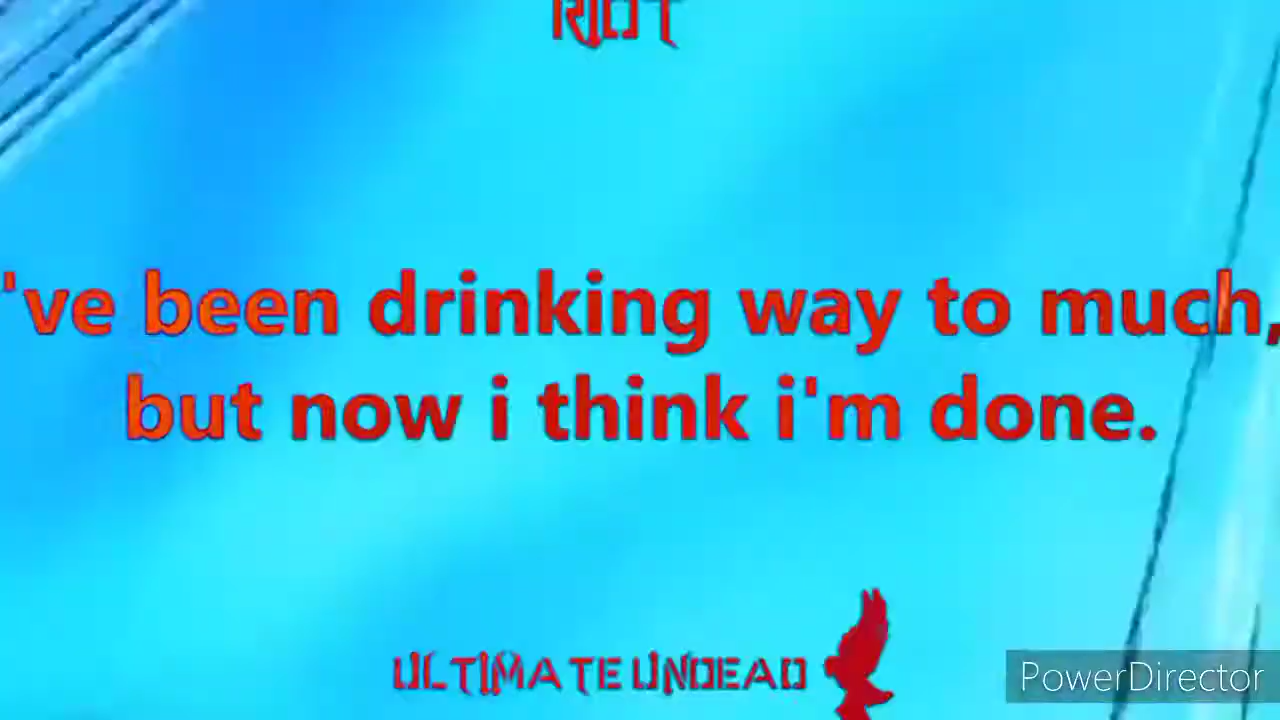 RIOT
've been drinking way to much,
but now i think i'm done.
ULTIMATE UNDEAD
PowerDirector